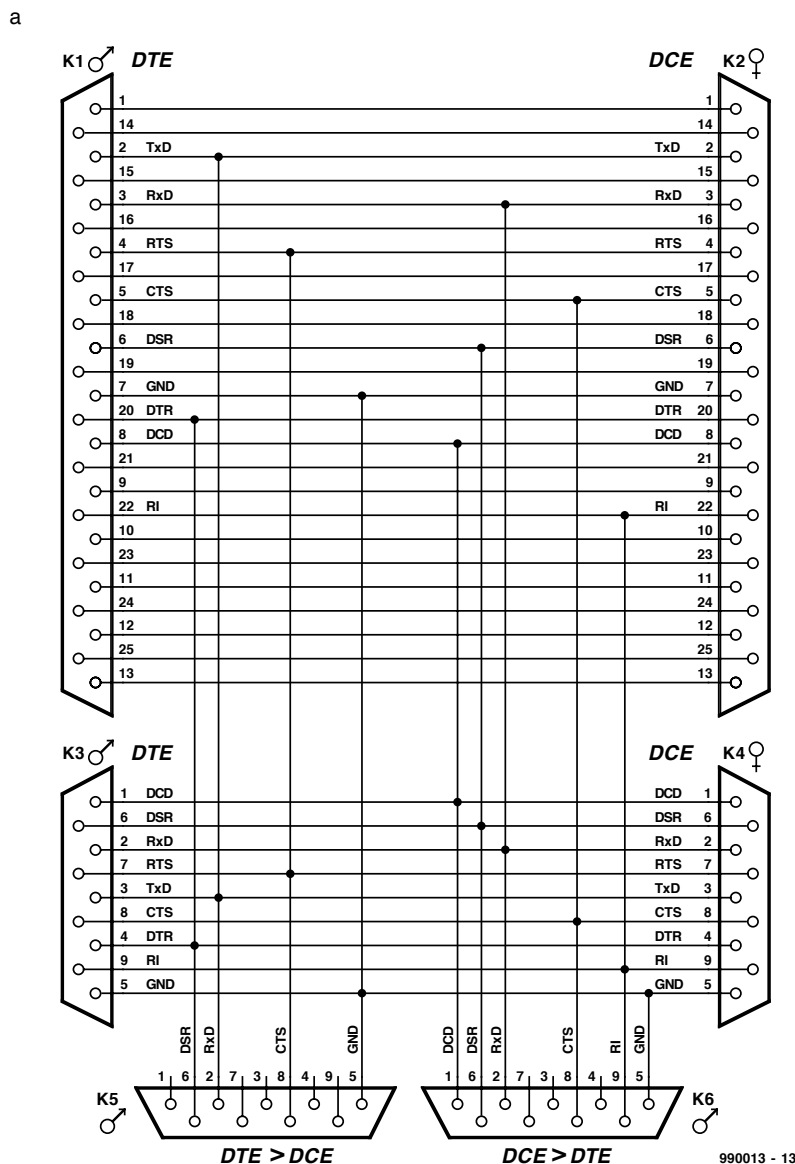 a
K1 DTE DCE K2
1 1
14 14
2 TxD TxD 2
15 15
3 RxD RxD 3
16 16
4 RTS RTS 4
17 17
5 CTS CTS 5
18 18
6 DSR DSR 6
19 19
7 GND GND 7
20 DTR DTR 20
8 DCD DCD 8
21 21
9 9
22 RI RI 22
10 10
23 23
11 11
24 24
12 12
25 25
13 13
K3 DTE DCE K4
1 DCD DCD 1
6 DSR DSR 6
2 RxD RxD 2
7 RTS RTS 7
3 TxD TxD 3
8 CTS CTS 8
4 DTR DTR 4
9 RI RI 9
5 GND GND 5
DSR RxD CTS GND DCD DSR RxD CTS RI GND
1 6 2 7 3 8 4 9 5 1 6 2 7 3 8 4 9 5
K5 K6
DTE > DCE DCE > DTE
990013 - 13